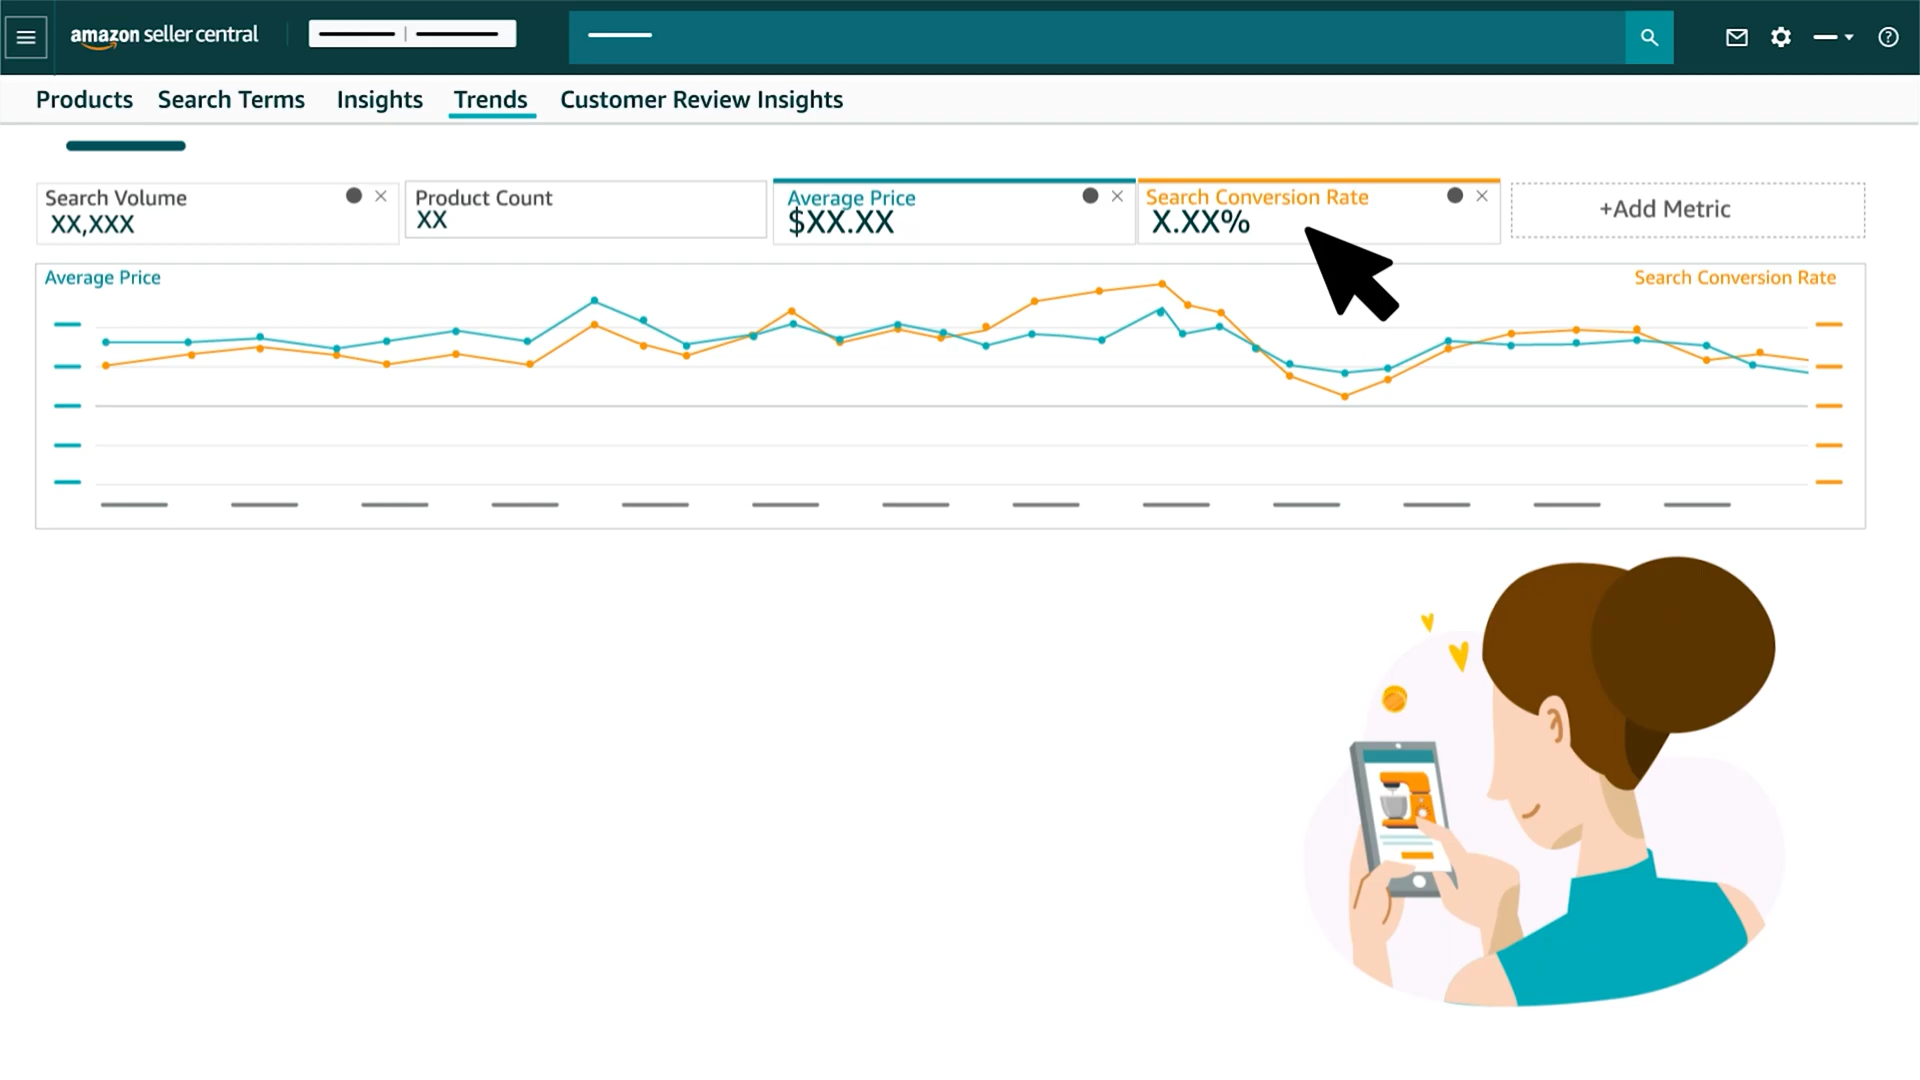 amazon seller central
Products Search Terms Insights Trends Customer Review Insights
Search Volume
XX,XXX
Product Count
XX
Average Price
$XX.XX
Search Conversion Rate
X.XX%
+Add Metric
Average Price
Search Conversion Rate